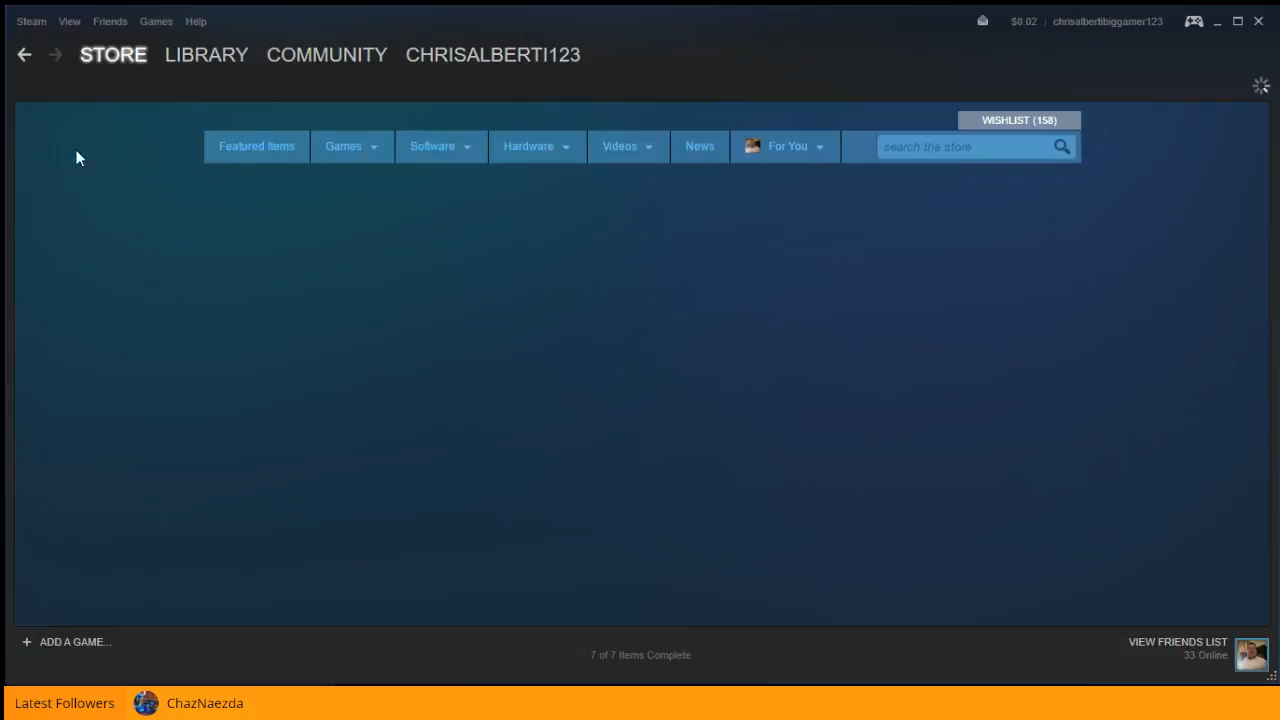 Steam View Friends Games Help
$0.02 chrisalbertibiggamer123
STORE LIBRARY COMMUNITY CHRISALBERTI123
WISHLIST (158)
Featured Items Games Software Hardware Videos News For You search the store
+ ADD A GAME...
7 of 7 Items Complete
VIEW FRIENDS LIST
33 Online
Latest Followers ChazNaezda